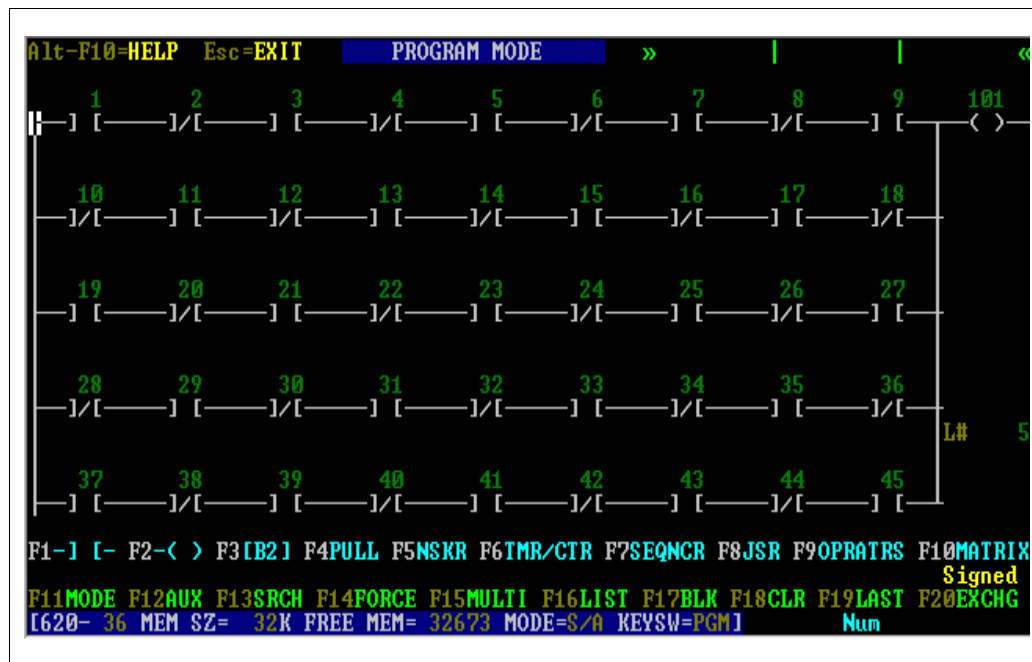 Alt-F10=HELP Esc=EXIT PROGRAM MODE » | | «
1 2 3 4 5 6 7 8 9 101
] [ ]/[ ] [ ]/[ ] [ ]/[ ] [ ]/[ ] [ ( )
10 11 12 13 14 15 16 17 18
]/[ ] [ ]/[ ] [ ]/[ ] [ ]/[ ] [ ]/[
19 20 21 22 23 24 25 26 27
] [ ]/[ ] [ ]/[ ] [ ]/[ ] [ ]/[ ] [
28 29 30 31 32 33 34 35 36
]/[ ] [ ]/[ ] [ ]/[ ] [ ]/[ ] [ ]/[
L# 5
37 38 39 40 41 42 43 44 45
] [ ]/[ ] [ ]/[ ] [ ]/[ ] [ ]/[ ] [
F1-] [- F2-( ) F3[B2] F4PULL F5NSKR F6TMR/CTR F7SEQNCR F8JSR F9OPRATRS F10MATRIX
Signed
F11MODE F12AUX F13SRCH F14FORCE F15MULTI F16LIST F17BLK F18CLR F19LAST F20EXCHG
[620- 36 MEM SZ= 32K FREE MEM= 32673 MODE=S/A KEYSW=PGM] Num